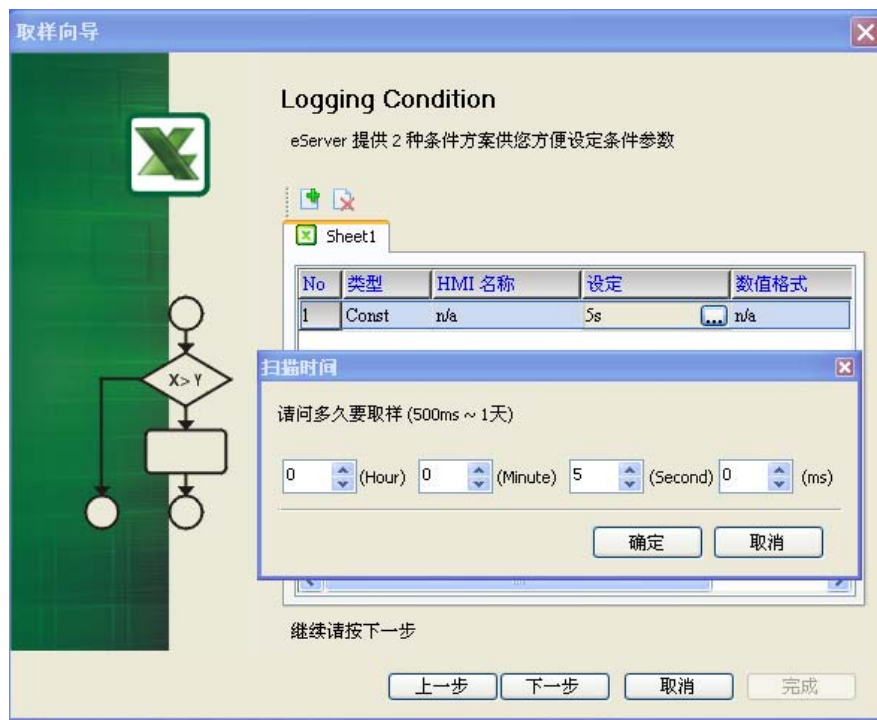 取样向导
Logging Condition
eServer 提供 2 种条件方案供您方便设定条件参数
Sheet1
No 类型 HMI 名称 设定 数值格式
1 Const n/a 5s ... n/a
扫描时间
X>Y
请问多久要取样 (500ms ~ 1天)
0 (Hour) 0 (Minute) 5 (Second) 0 (ms)
确定 取消
继续请按下一步
上一步 下一步 取消 完成